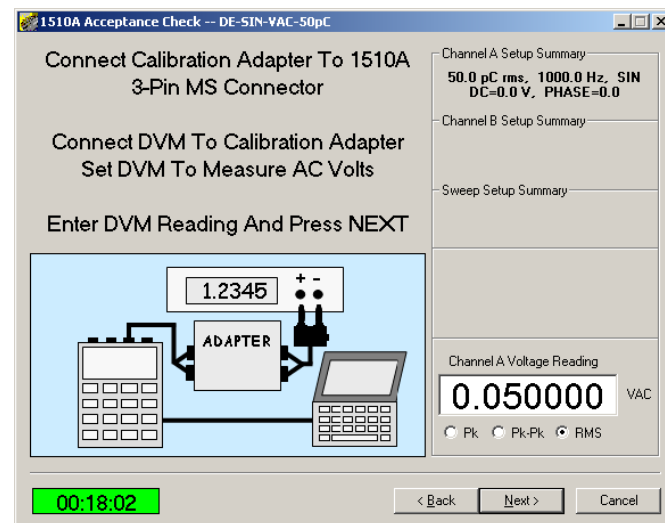 1510A Acceptance Check -- DE-SIN-VAC-50pC
Connect Calibration Adapter To 1510A
3-Pin MS Connector
Connect DVM To Calibration Adapter
Set DVM To Measure AC Volts
Enter DVM Reading And Press NEXT
+ -
1.2345
ADAPTER
Channel A Setup Summary
50.0 pC rms, 1000.0 Hz, SIN
DC=0.0 V, PHASE=0.0
Channel B Setup Summary
Sweep Setup Summary
Channel A Voltage Reading
0.050000 VAC
Pk Pk-Pk RMS
00:18:02
< Back Next > Cancel